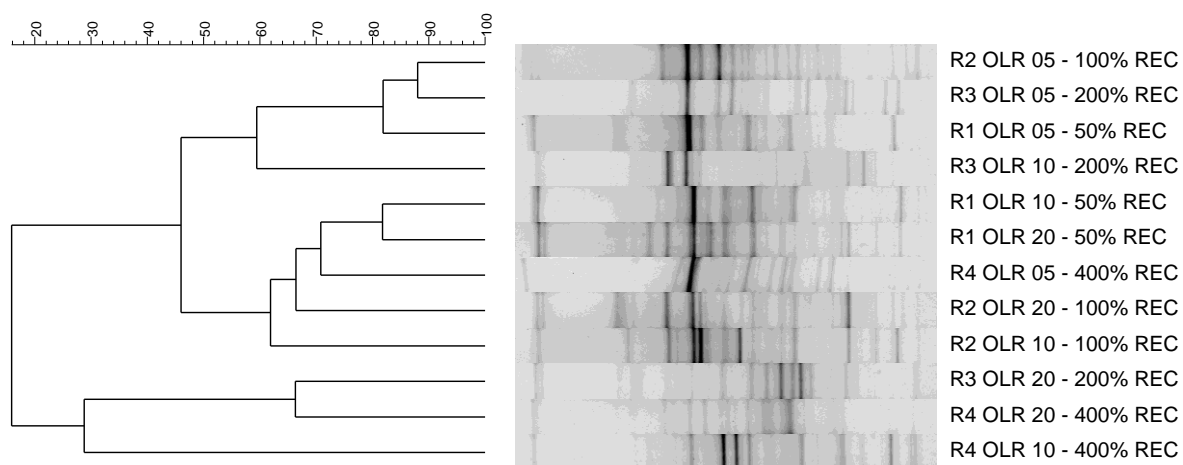 20 30 40 50 60 70 80 90 100
R2 OLR 05 - 100% REC
R3 OLR 05 - 200% REC
R1 OLR 05 - 50% REC
R3 OLR 10 - 200% REC
R1 OLR 10 - 50% REC
R1 OLR 20 - 50% REC
R4 OLR 05 - 400% REC
R2 OLR 20 - 100% REC
R2 OLR 10 - 100% REC
R3 OLR 20 - 200% REC
R4 OLR 20 - 400% REC
R4 OLR 10 - 400% REC